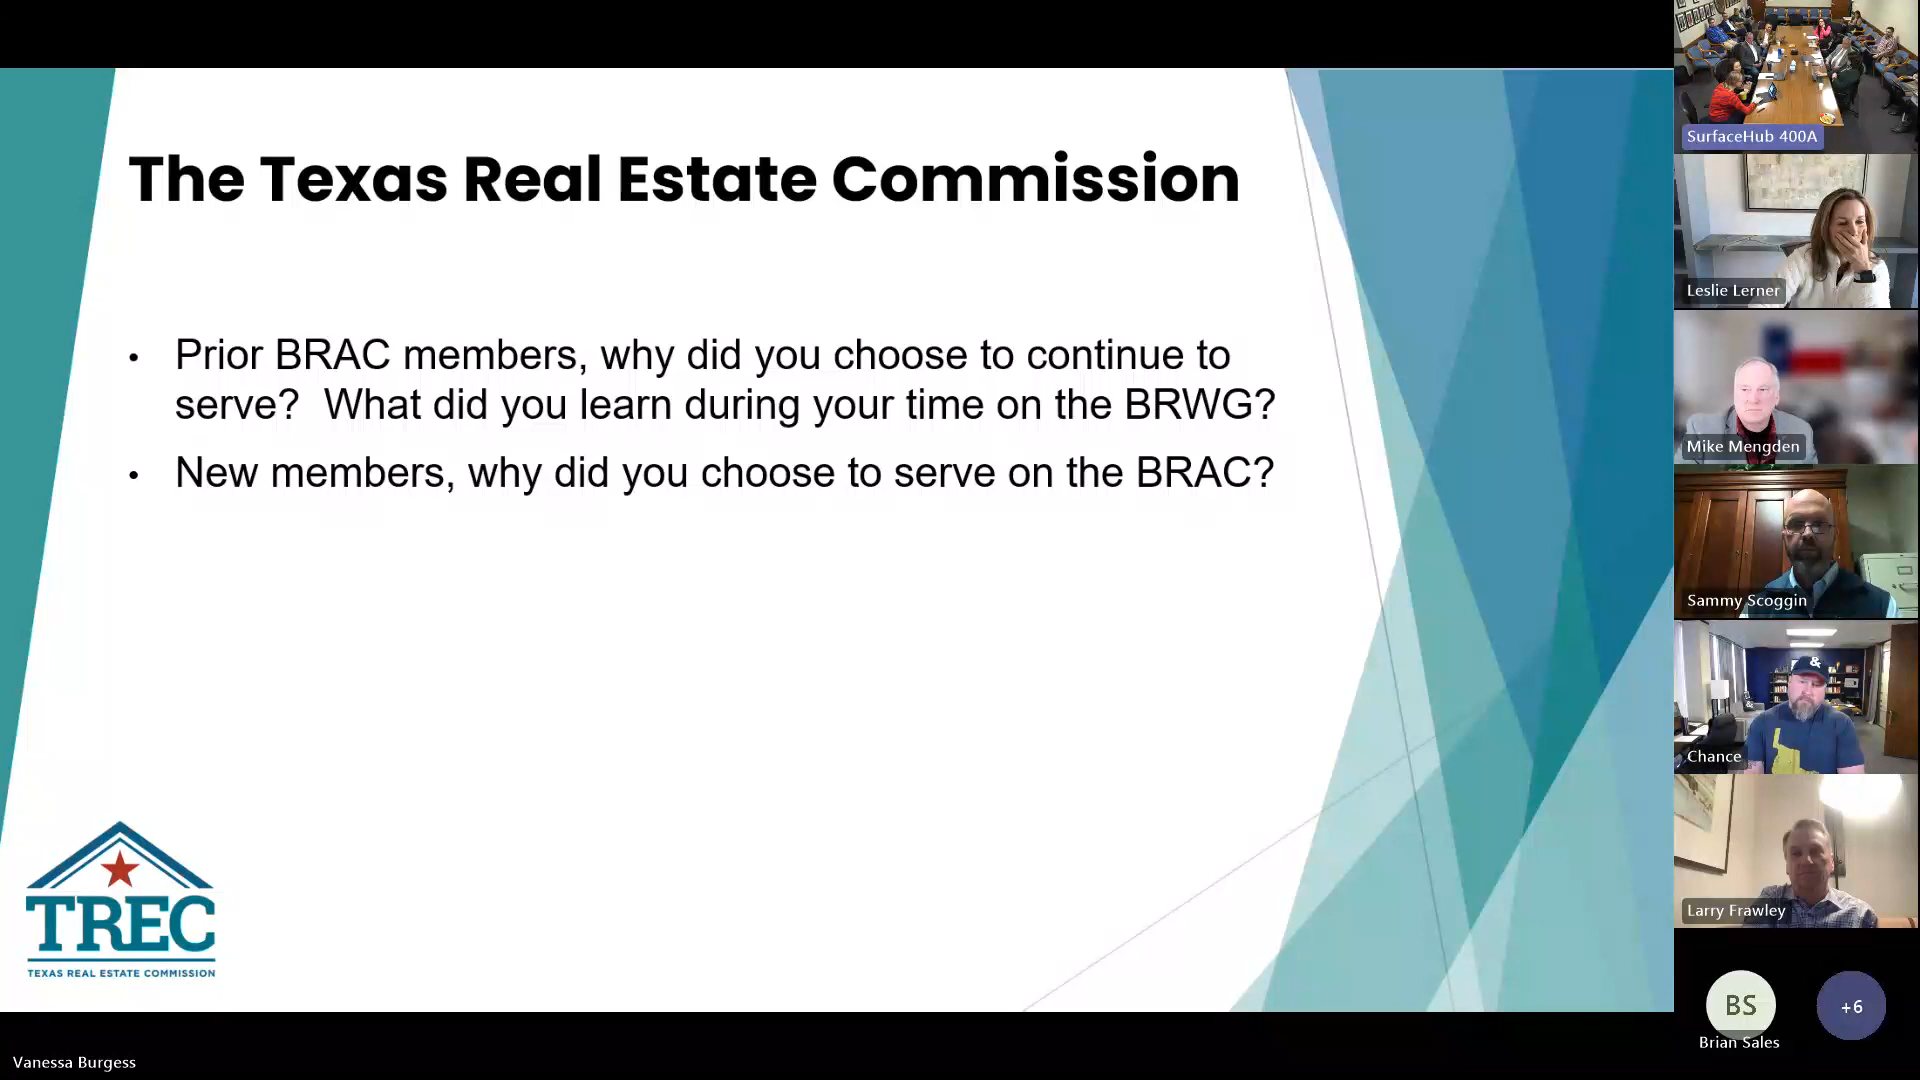 The Texas Real Estate Commission
• Prior BRAC members, why did you choose to continue to
serve?  What did you learn during your time on the BRWG?
• New members, why did you choose to serve on the BRAC?
TREC
TEXAS REAL ESTATE COMMISSION
Vanessa Burgess
SurfaceHub 400A
Leslie Lerner
Mike Mengden
Sammy Scoggin
&
Chance
Larry Frawley
BS
Brian Sales
+6